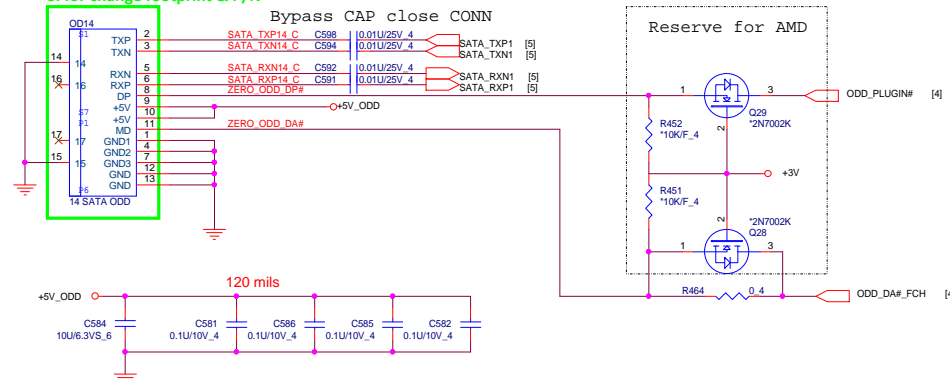 Bypass CAP close CONN
Reserve for AMD
OD14
S1
TXP 2 SATA_TXP14_C C598 0.01U/25V_4 SATA_TXP1 [5]
TXN 3 SATA_TXN14_C C594 0.01U/25V_4 SATA_TXN1 [5]
14 14
RXN 5 SATA_RXN14_C C592 0.01U/25V_4 SATA_RXN1 [5]
RXP 6 SATA_RXP14_C C591 0.01U/25V_4 SATA_RXP1 [5]
16 16
DP 8 ZERO_ODD_DP#
+5V 9 +5V_ODD
+5V 10
S7
P1
MD 11 ZERO_ODD_DA#
17 17
GND1 1
GND2 4
GND3 7
15 15
GND 12
GND 13
P6
14 SATA ODD
1 3 ODD_PLUGIN# [4]
Q29
*2N7002K
2
R452
*10K/F_4
+3V
R451
*10K/F_4
2
*2N7002K
Q28
1 3
R464 0_4 ODD_DA#_FCH
120 mils
+5V_ODD
C584
10U/6.3VS_6
C581
0.1U/10V_4
C586
0.1U/10V_4
C585
0.1U/10V_4
C582
0.1U/10V_4